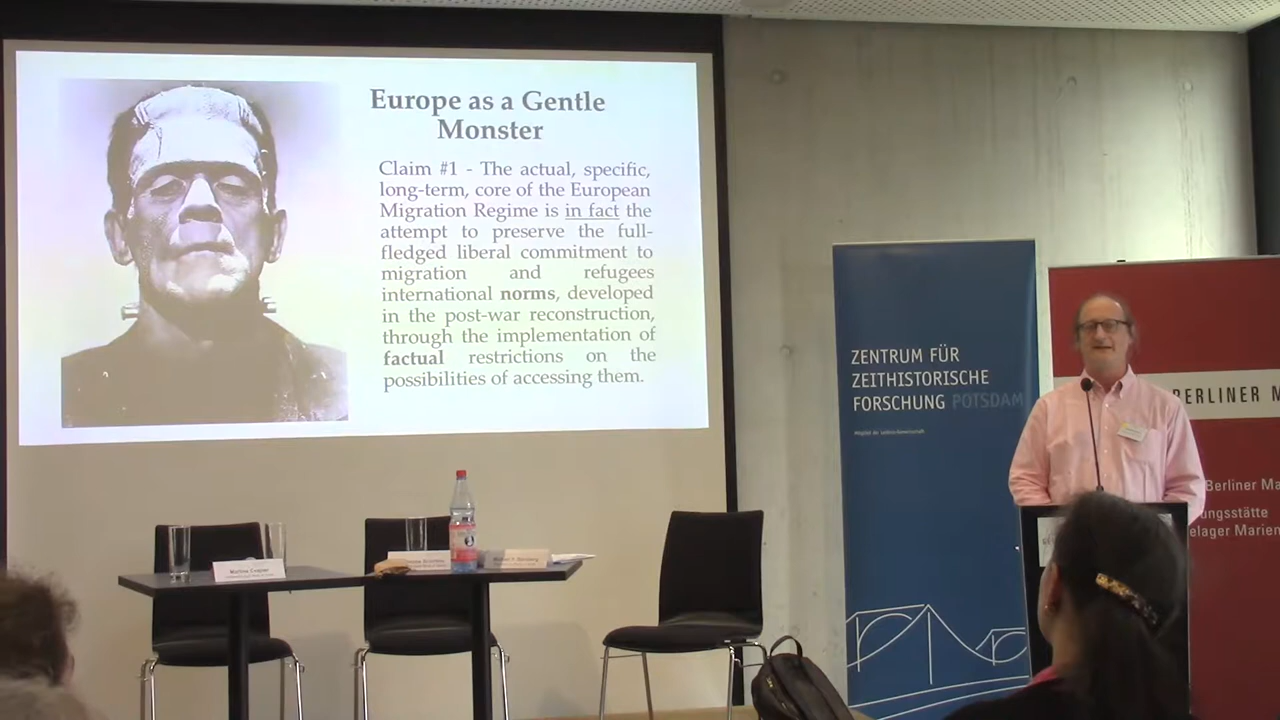 Europe as a Gentle
Monster
Claim #1 - The actual, specific,
long-term, core of the European
Migration Regime is in fact the
attempt to preserve the full-
fledged liberal commitment to
migration and refugees
international norms, developed
in the post-war reconstruction,
through the implementation of
factual restrictions on the
possibilities of accessing them.
ZENTRUM FÜR
ZEITHISTORISCHE
FORSCHUNG POTSDAM
BERLINER M
Berliner Ma
ungsstätte
elager Marien